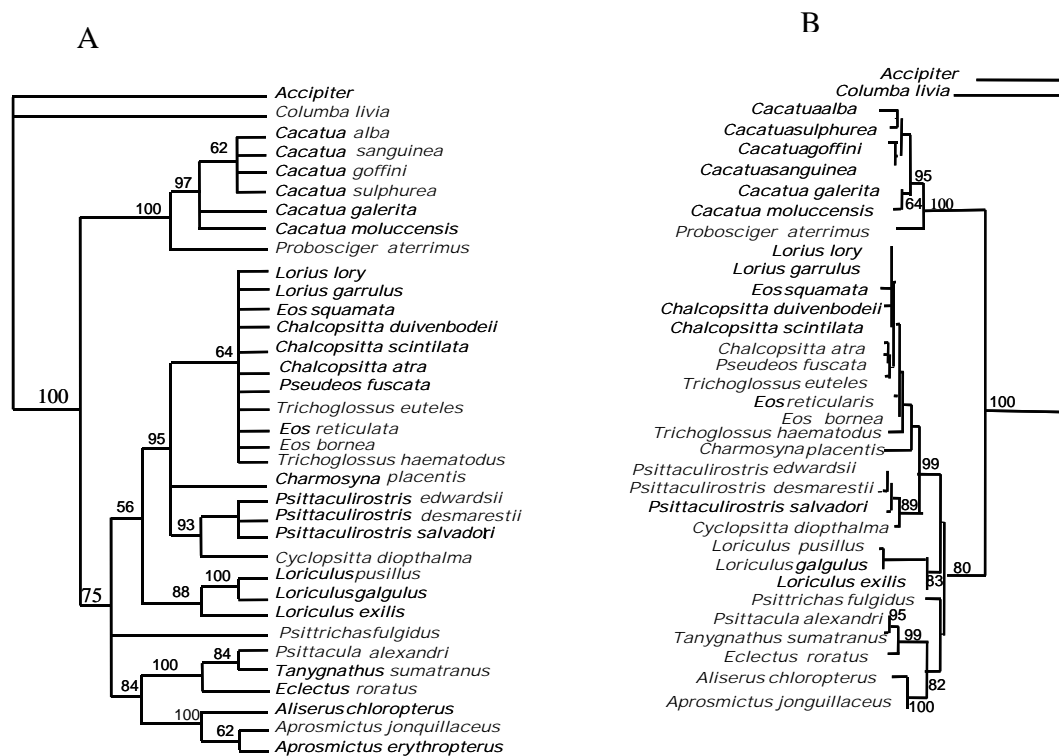 A
Accipiter
Columba livia
Cacatua alba
62
Cacatua sanguinea
Cacatua goffini
97
Cacatua sulphurea
100
Cacatua galerita
Cacatua moluccensis
Probosciger aterrimus
Lorius lory
Lorius garrulus
Eos squamata
Chalcopsitta duivenbodeii
64
Chalcopsitta scintilata
Chalcopsitta atra
Pseudeos fuscata
100
Trichoglossus euteles
Eos reticulata
95
Eos bornea
Trichoglossus haematodus
Charmosyna placentis
Psittaculirostris edwardsii
56
Psittaculirostris desmarestii
93
Psittaculirostris salvadori
Cyclopsitta diopthalma
100
Loriculus pusillus
75
88
Loriculus galgulus
Loriculus exilis
Psittrichas fulgidus
84
Psittacula alexandri
100
Tanygnathus sumatranus
84
Eclectus roratus
100
Aliserus chloropterus
62
Aprosmictus jonquillaceus
Aprosmictus erythropterus
B
Accipiter
Columba livia
Cacatuaalba
Cacatuasulphurea
Cacatuagoffini
Cacatuasanguinea
95
Cacatua galerita
64
100
Cacatua moluccensis
Probosciger aterrimus
Lorius lory
Lorius garrulus
Eos squamata
Chalcopsitta duivenbodeii
Chalcopsitta scintilata
Chalcopsitta atra
Pseudeos fuscata
Trichoglossus euteles
Eos reticularis
100
Eos bornea
Trichoglossus haematodus
Charmosyna placentis
Psittaculirostris edwardsii
99
Psittaculirostris desmarestii
Psittaculirostris salvadori
89
Cyclopsitta diopthalma
Loriculus pusillus
Loriculus galgulus
80
Loriculus exilis
83
Psittrichas fulgidus
Psittacula alexandri
95
Tanygnathus sumatranus
99
Eclectus roratus
Aliserus chloropterus
82
Aprosmictus jonguillaceus
100